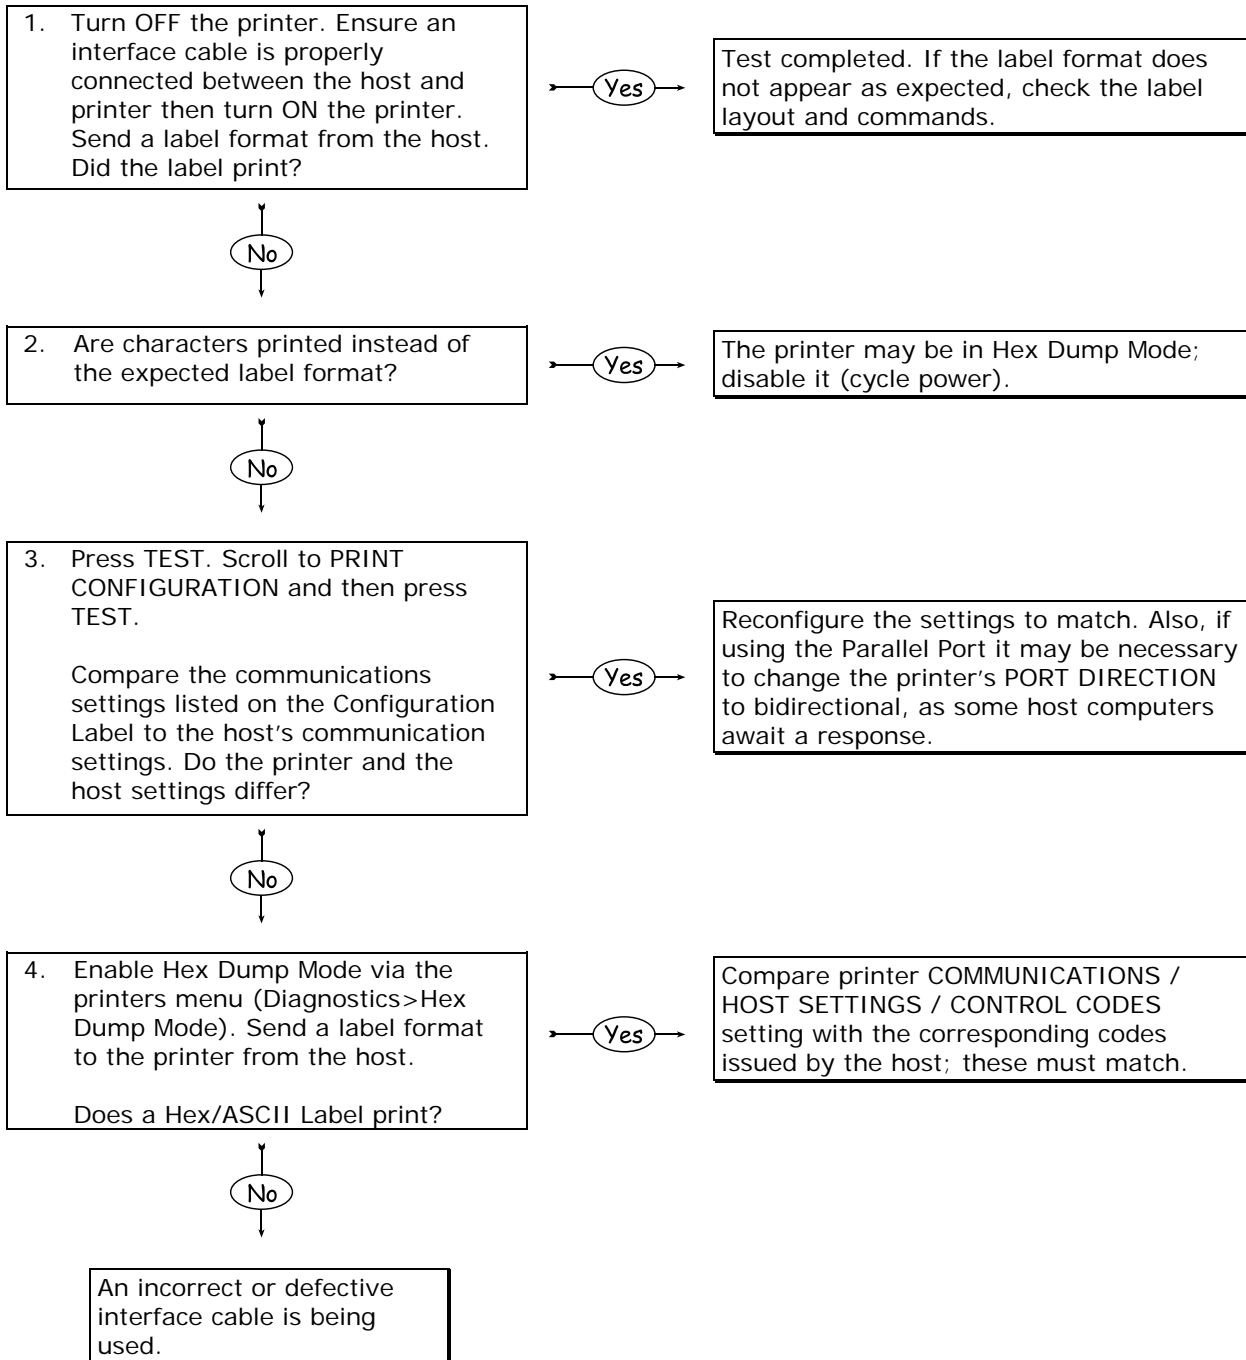 1. Turn OFF the printer. Ensure an
interface cable is properly
connected between the host and
printer then turn ON the printer.
Send a label format from the host.
Did the label print?
Yes
Test completed. If the label format does
not appear as expected, check the label
layout and commands.
No
2. Are characters printed instead of
the expected label format?
Yes
The printer may be in Hex Dump Mode;
disable it (cycle power).
No
3. Press TEST. Scroll to PRINT
CONFIGURATION and then press
TEST.
Compare the communications
settings listed on the Configuration
Label to the host's communication
settings. Do the printer and the
host settings differ?
Yes
Reconfigure the settings to match. Also, if
using the Parallel Port it may be necessary
to change the printer's PORT DIRECTION
to bidirectional, as some host computers
await a response.
No
4. Enable Hex Dump Mode via the
printers menu (Diagnostics>Hex
Dump Mode). Send a label format
to the printer from the host.
Does a Hex/ASCII Label print?
Yes
Compare printer COMMUNICATIONS /
HOST SETTINGS / CONTROL CODES
setting with the corresponding codes
issued by the host; these must match.
No
An incorrect or defective
interface cable is being
used.